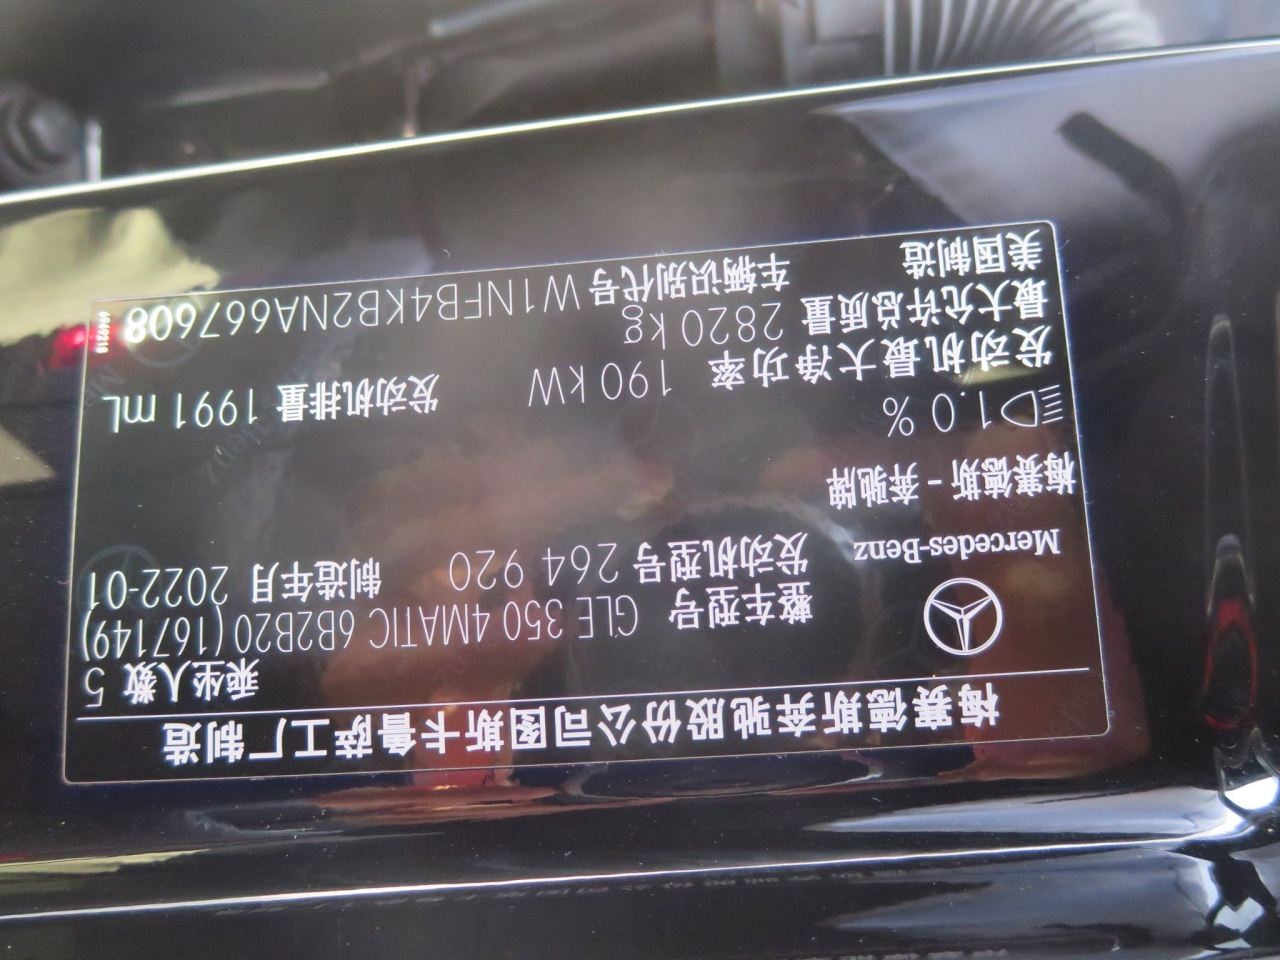 梅赛德斯奔驰股份公司图斯卡鲁萨工厂制造
乘坐人数 5
整车型号 GLE 350 4MATIC 6B2B20 (167149)
发动机型号 264 920 制造年月 2022-01
Mercedes-Benz
梅赛德斯-奔驰牌
1.0 %
发动机最大净功率 190 kW 发动机排量 1991 mL
最大允许总质量 2820 kg
美国制造 车辆识别代号 W1NFB4KB2NA667608